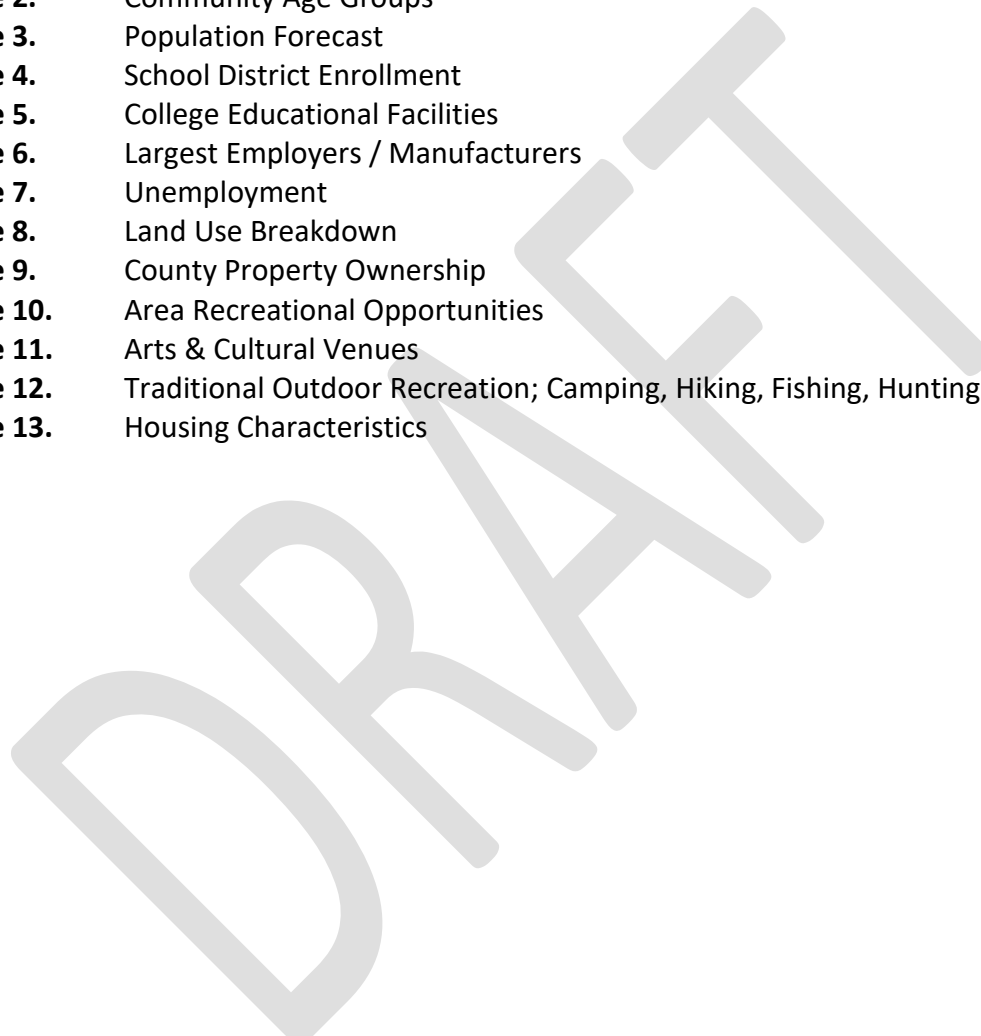 e 2. Community Age Groups
e 3. Population Forecast
e 4. School District Enrollment
e 5. College Educational Facilities
e 6. Largest Employers / Manufacturers
e 7. Unemployment
e 8. Land Use Breakdown
e 9. County Property Ownership
e 10. Area Recreational Opportunities
e 11. Arts & Cultural Venues
e 12. Traditional Outdoor Recreation; Camping, Hiking, Fishing, Hunting
e 13. Housing Characteristics
DRAFT